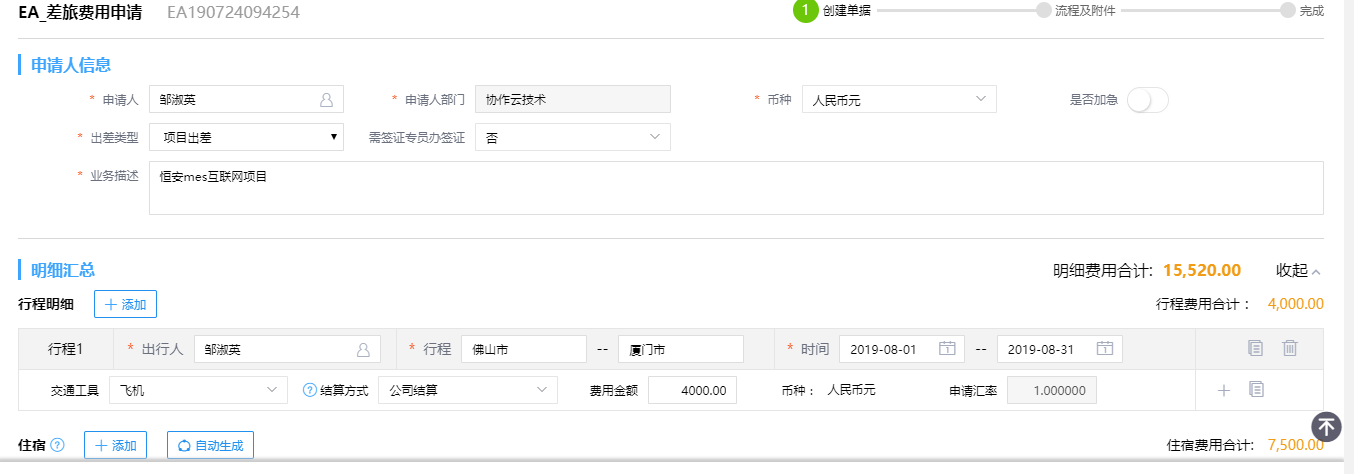 EA_差旅费用申请 EA190724094254 1 创建单据 流程及附件 完成
申请人信息
* 申请人 邹淑英 * 申请人部门 协作云技术 * 币种 人民币元 是否加急
* 出差类型 项目出差 需签证专员办签证 否
* 业务描述 恒安mes互联网项目
明细汇总 明细费用合计: 15,520.00 收起
行程明细 + 添加 行程费用合计： 4,000.00
行程1 * 出行人 邹淑英 * 行程 佛山市 -- 厦门市 * 时间 2019-08-01 -- 2019-08-31
交通工具 飞机 ? 结算方式 公司结算 费用金额 4000.00 币种： 人民币元 申请汇率 1.000000
住宿 ? + 添加 自动生成 住宿费用合计: 7,500.00